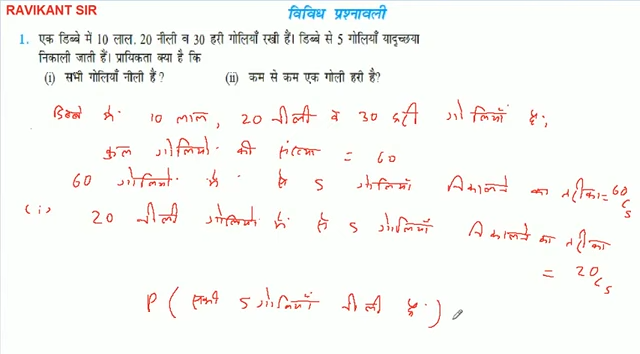 RAVIKANT SIR
विविध प्रश्नावली
1. एक डिब्बे में 10 लाल, 20 नीली व 30 हरी गोलियाँ रखी हैं। डिब्बे से 5 गोलियाँ यादृच्छया
निकाली जाती हैं। प्रायिकता क्या है कि
(i) सभी गोलियाँ नीली हैं? (ii) कम से कम एक गोली हरी है?
डिब्बे में 10 लाल, 20 नीली व 30 हरी गोलियाँ हैं,
कुल गोलियों की संख्या = 60
60 गोलियों में से 5 गोलियाँ निकालने का तरीका = 60C5
(i) 20 नीली गोलियों में से 5 गोलियाँ निकालने का तरीका
= 20C5
P ( सभी 5 गोलियाँ नीली हैं )